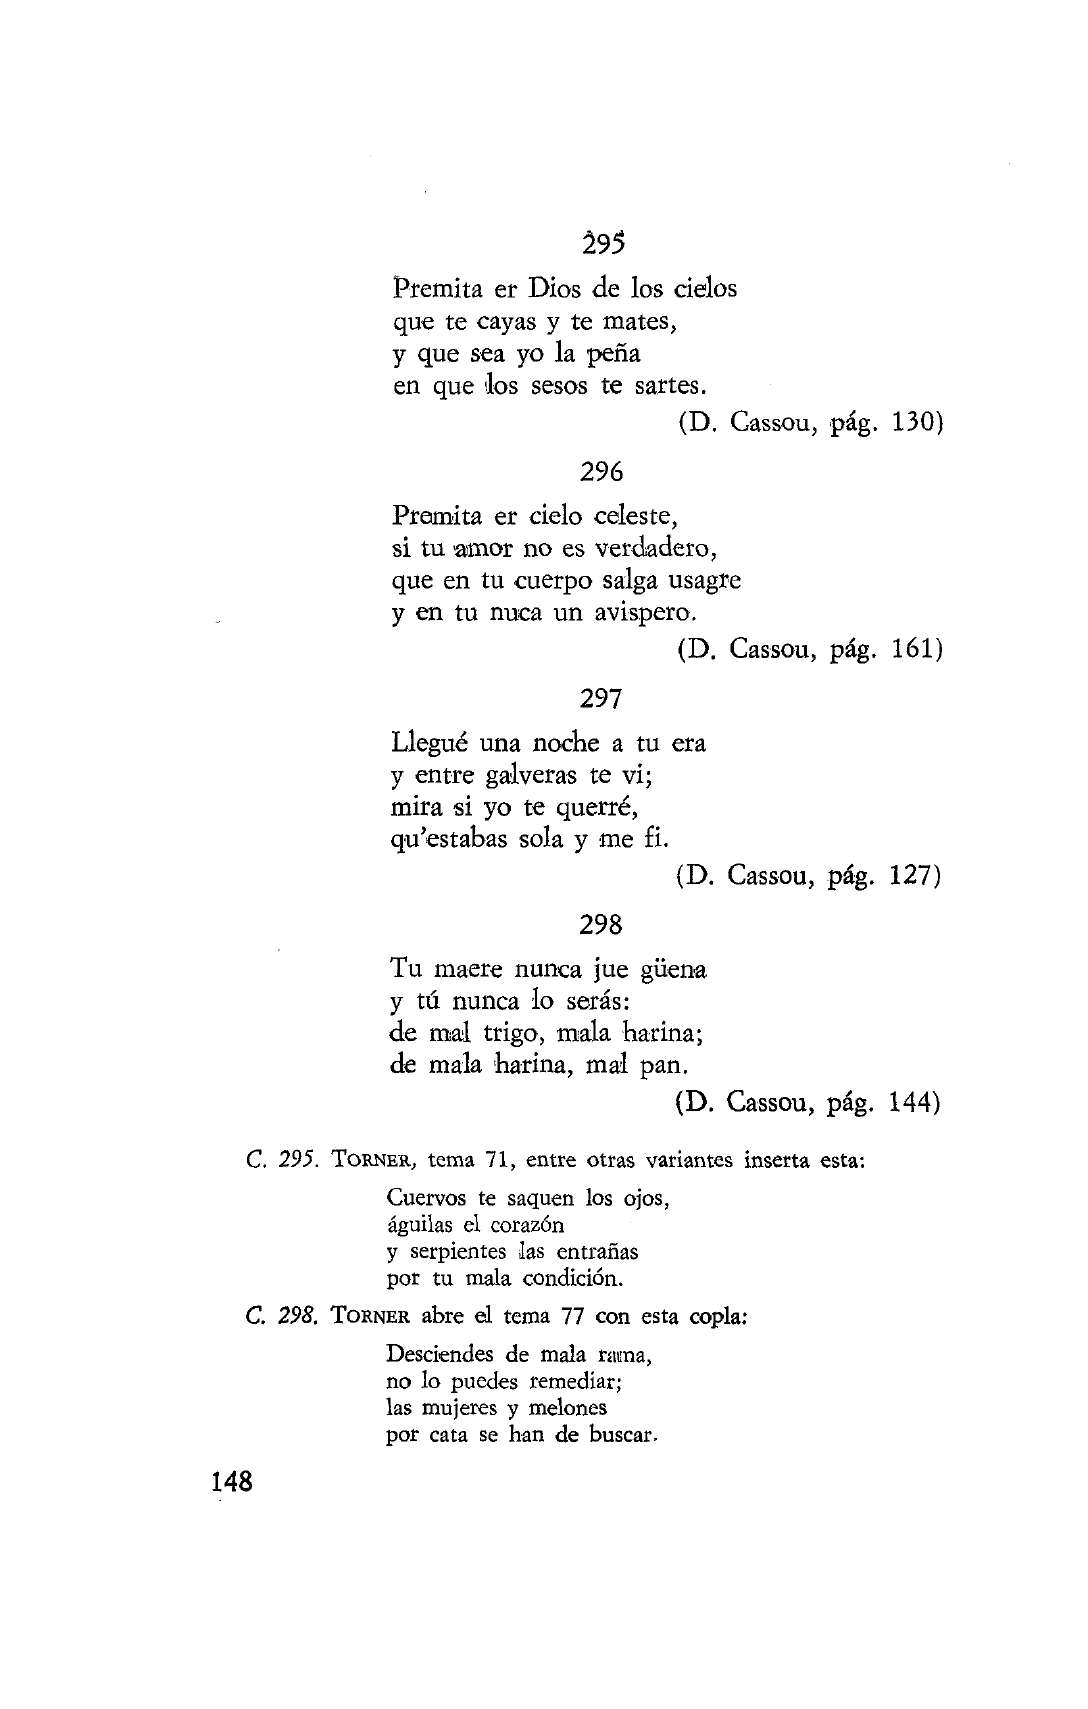 295
Premita er Dios de los cielos
que te cayas y te mates,
y que sea yo la peña
en que los sesos te sartes.
(D. Cassou, pág. 130)
296
Premita er cielo celeste,
si tu amor no es verdadero,
que en tu cuerpo salga usagre
y en tu nuca un avispero.
(D. Cassou, pág. 161)
297
Llegué una noche a tu era
y entre galveras te vi;
mira si yo te querré,
qu'estabas sola y me fi.
(D. Cassou, pág. 127)
298
Tu maere nunca jue güena
y tú nunca lo serás:
de mal trigo, mala harina;
de mala harina, mal pan.
(D. Cassou, pág. 144)
C. 295. TORNER, tema 71, entre otras variantes inserta esta:
Cuervos te saquen los ojos,
águilas el corazón
y serpientes las entrañas
por tu mala condición.
C. 298. TORNER abre el tema 77 con esta copla:
Desciendes de mala rama,
no lo puedes remediar;
las mujeres y melones
por cata se han de buscar.
148